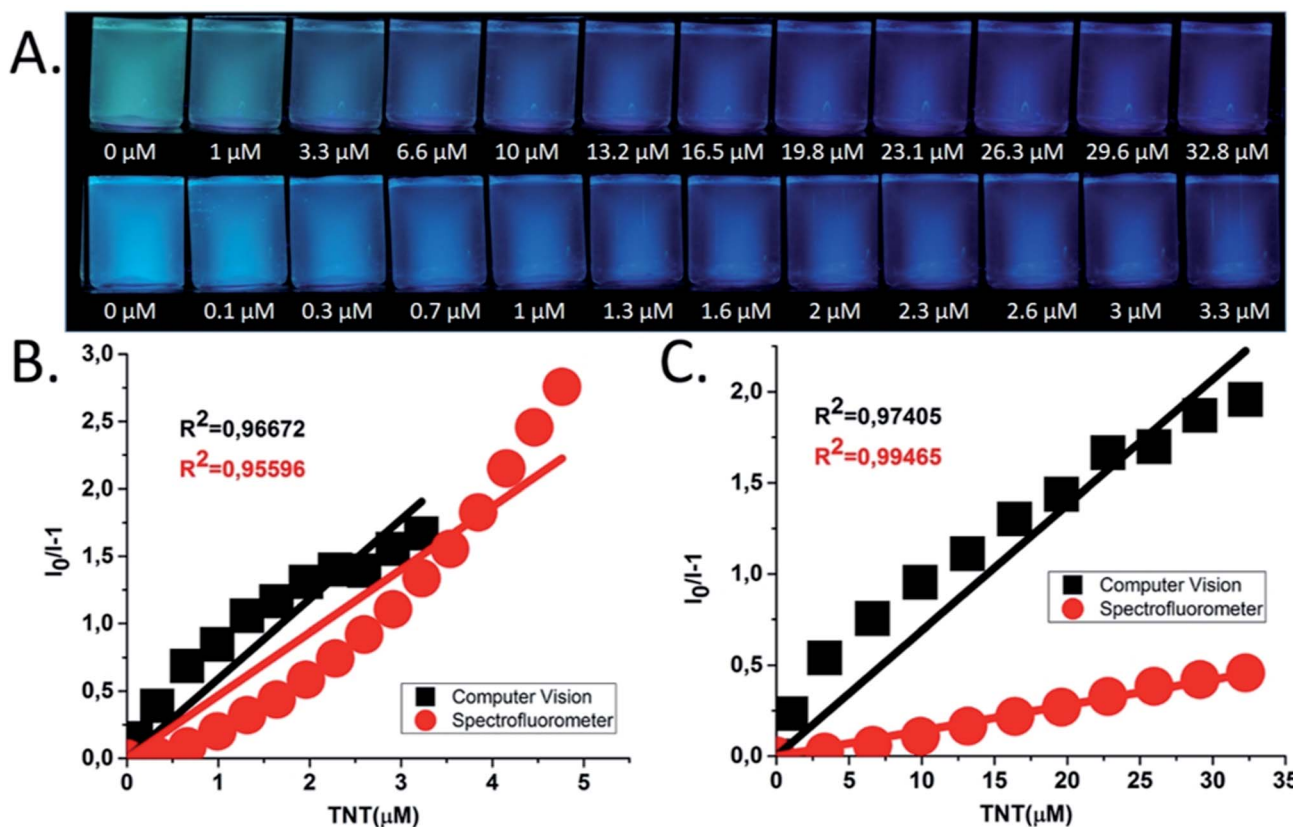 A.
0 µM 1 µM 3.3 µM 6.6 µM 10 µM 13.2 µM 16.5 µM 19.8 µM 23.1 µM 26.3 µM 29.6 µM 32.8 µM
0 µM 0.1 µM 0.3 µM 0.7 µM 1 µM 1.3 µM 1.6 µM 2 µM 2.3 µM 2.6 µM 3 µM 3.3 µM
B.
3,0
2,5
2,0
1,5
1,0
0,5
0,0
I₀/I-1
R²=0,96672
R²=0,95596
Computer Vision
Spectrofluorometer
0 1 2 3 4 5
TNT(µM)
C.
2,0
1,5
1,0
0,5
0,0
I₀/I-1
R²=0,97405
R²=0,99465
Computer Vision
Spectrofluorometer
0 5 10 15 20 25 30 35
TNT(µM)